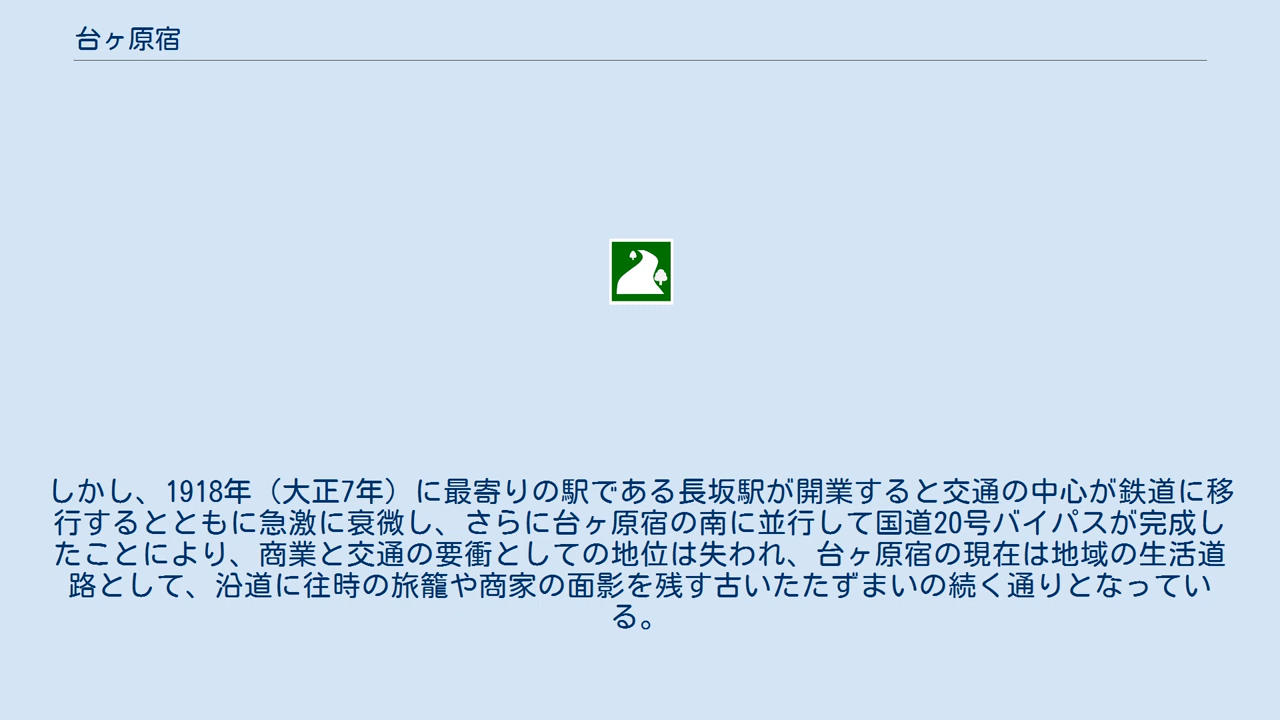 台ヶ原宿
しかし、1918年（大正7年）に最寄りの駅である長坂駅が開業すると交通の中心が鉄道に移
行するとともに急激に衰微し、さらに台ヶ原宿の南に並行して国道20号バイパスが完成し
たことにより、商業と交通の要衝としての地位は失われ、台ヶ原宿の現在は地域の生活道
路として、沿道に往時の旅籠や商家の面影を残す古いたたずまいの続く通りとなってい
る。